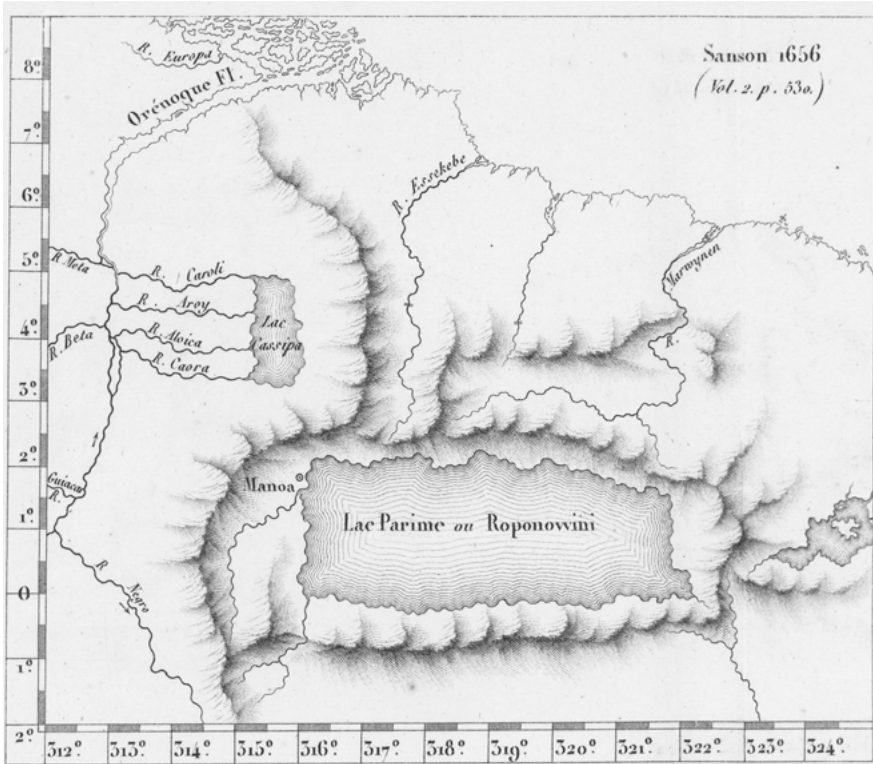 Sanson 1656
(Vol. 2. p. 530.)
R. Europa
Orénoque Fl.
R. Essekebe
R. Marwynen
R. Meta
R. Caroli
R. Aroy
R. Aloica
R. Caora
Lac
Cassipa
R. Beta
R. Guiacar
R. Negro
Manoa
Lac Parime ou Roponowini
8°.
7°.
6°.
5°.
4°.
3°.
2°.
1°.
0
1°.
2°.
312°. 313°. 314°. 315°. 316°. 317°. 318°. 319°. 320°. 321°. 322°. 323°. 324°.